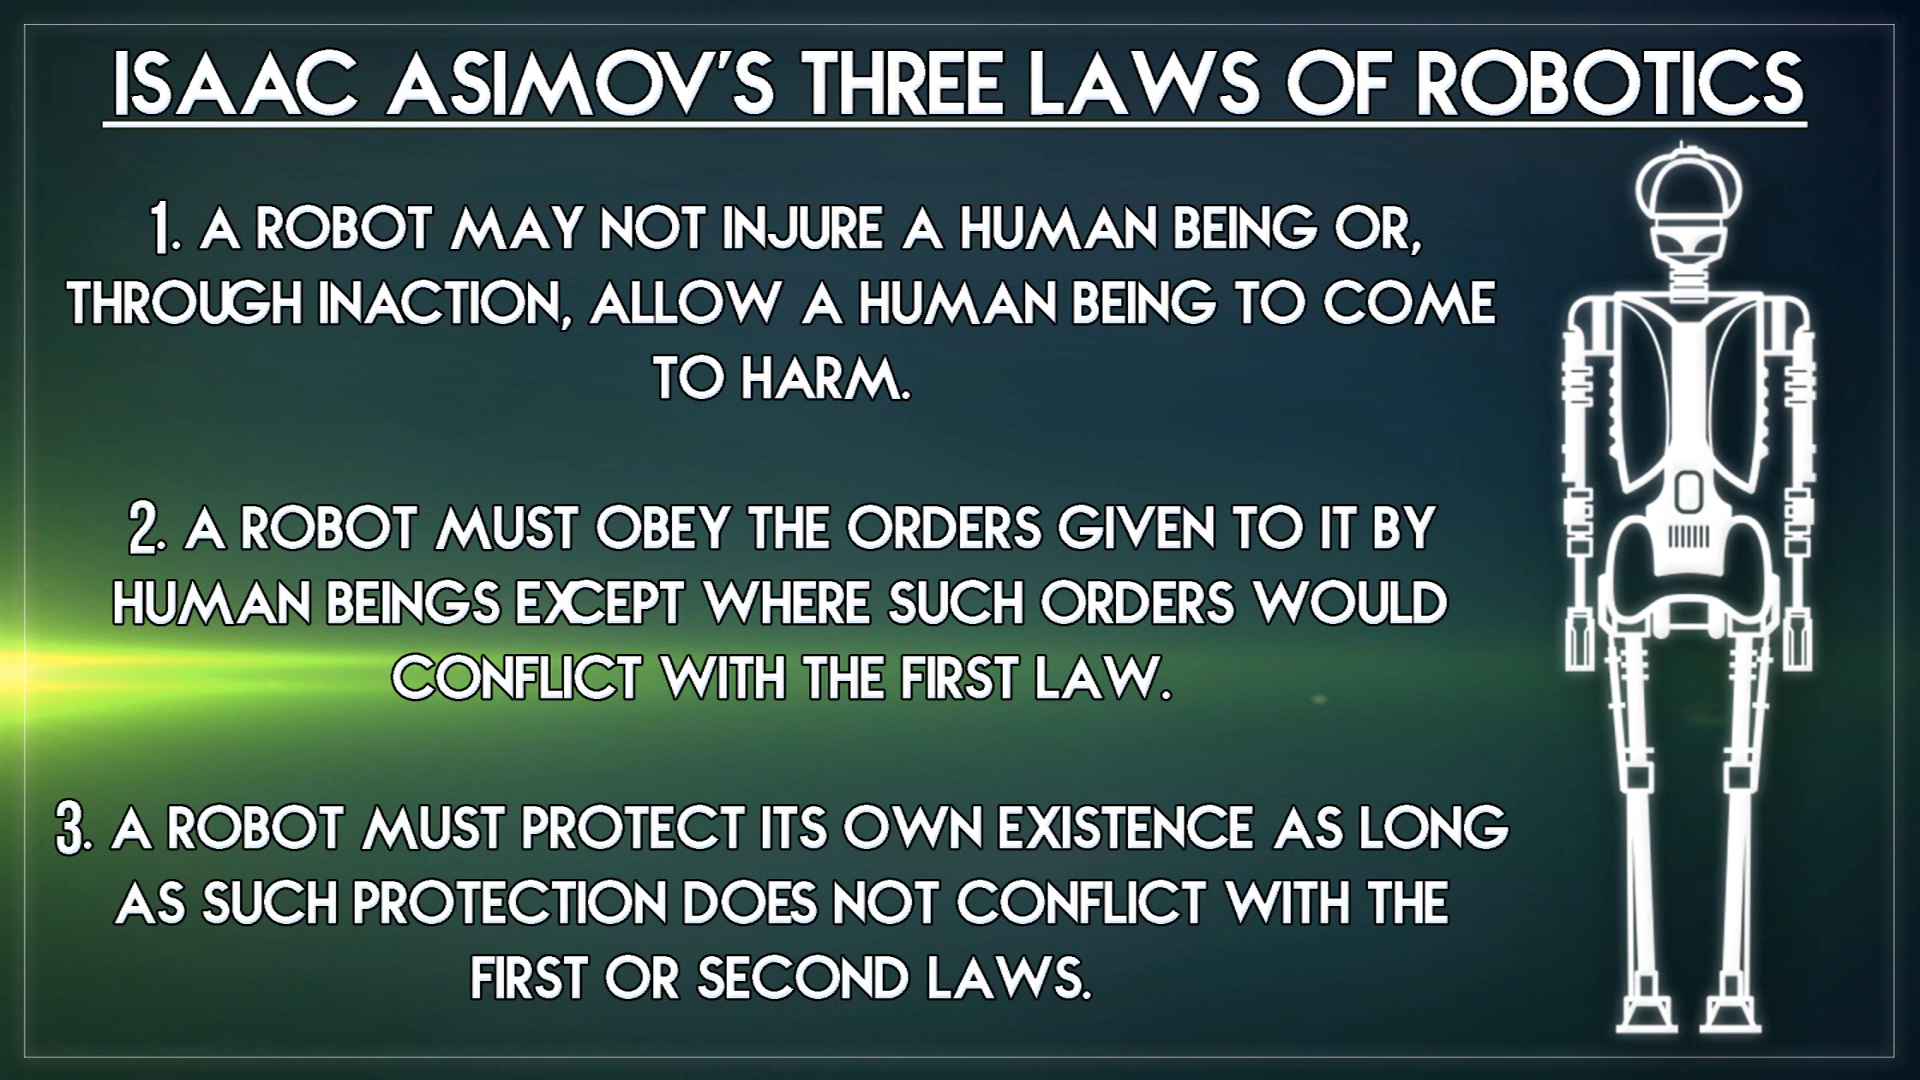 ISAAC ASIMOV'S THREE LAWS OF ROBOTICS
1. A ROBOT MAY NOT INJURE A HUMAN BEING OR,
THROUGH INACTION, ALLOW A HUMAN BEING TO COME
TO HARM.
2. A ROBOT MUST OBEY THE ORDERS GIVEN TO IT BY
HUMAN BEINGS EXCEPT WHERE SUCH ORDERS WOULD
CONFLICT WITH THE FIRST LAW.
3. A ROBOT MUST PROTECT ITS OWN EXISTENCE AS LONG
AS SUCH PROTECTION DOES NOT CONFLICT WITH THE
FIRST OR SECOND LAWS.